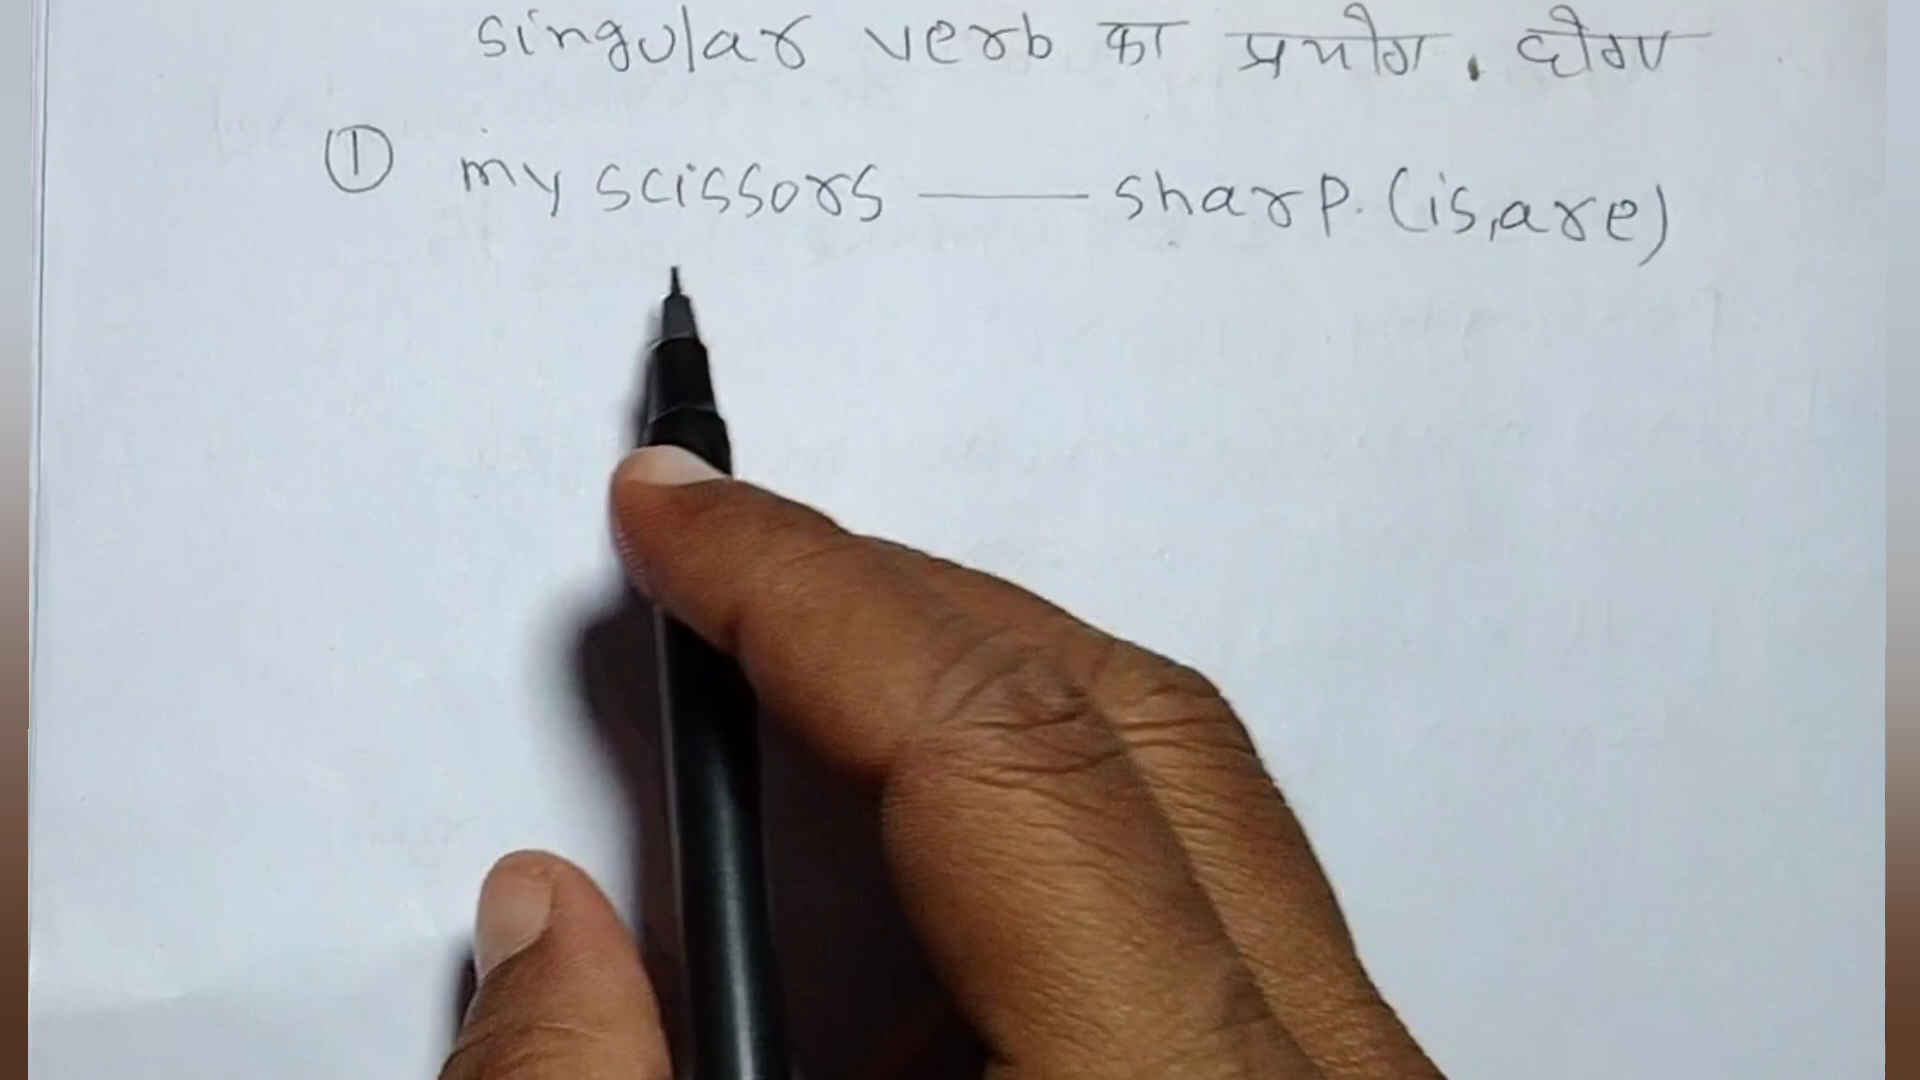 singular verb का प्रयोग . होगा
① my scissors —— sharp. (is, are)